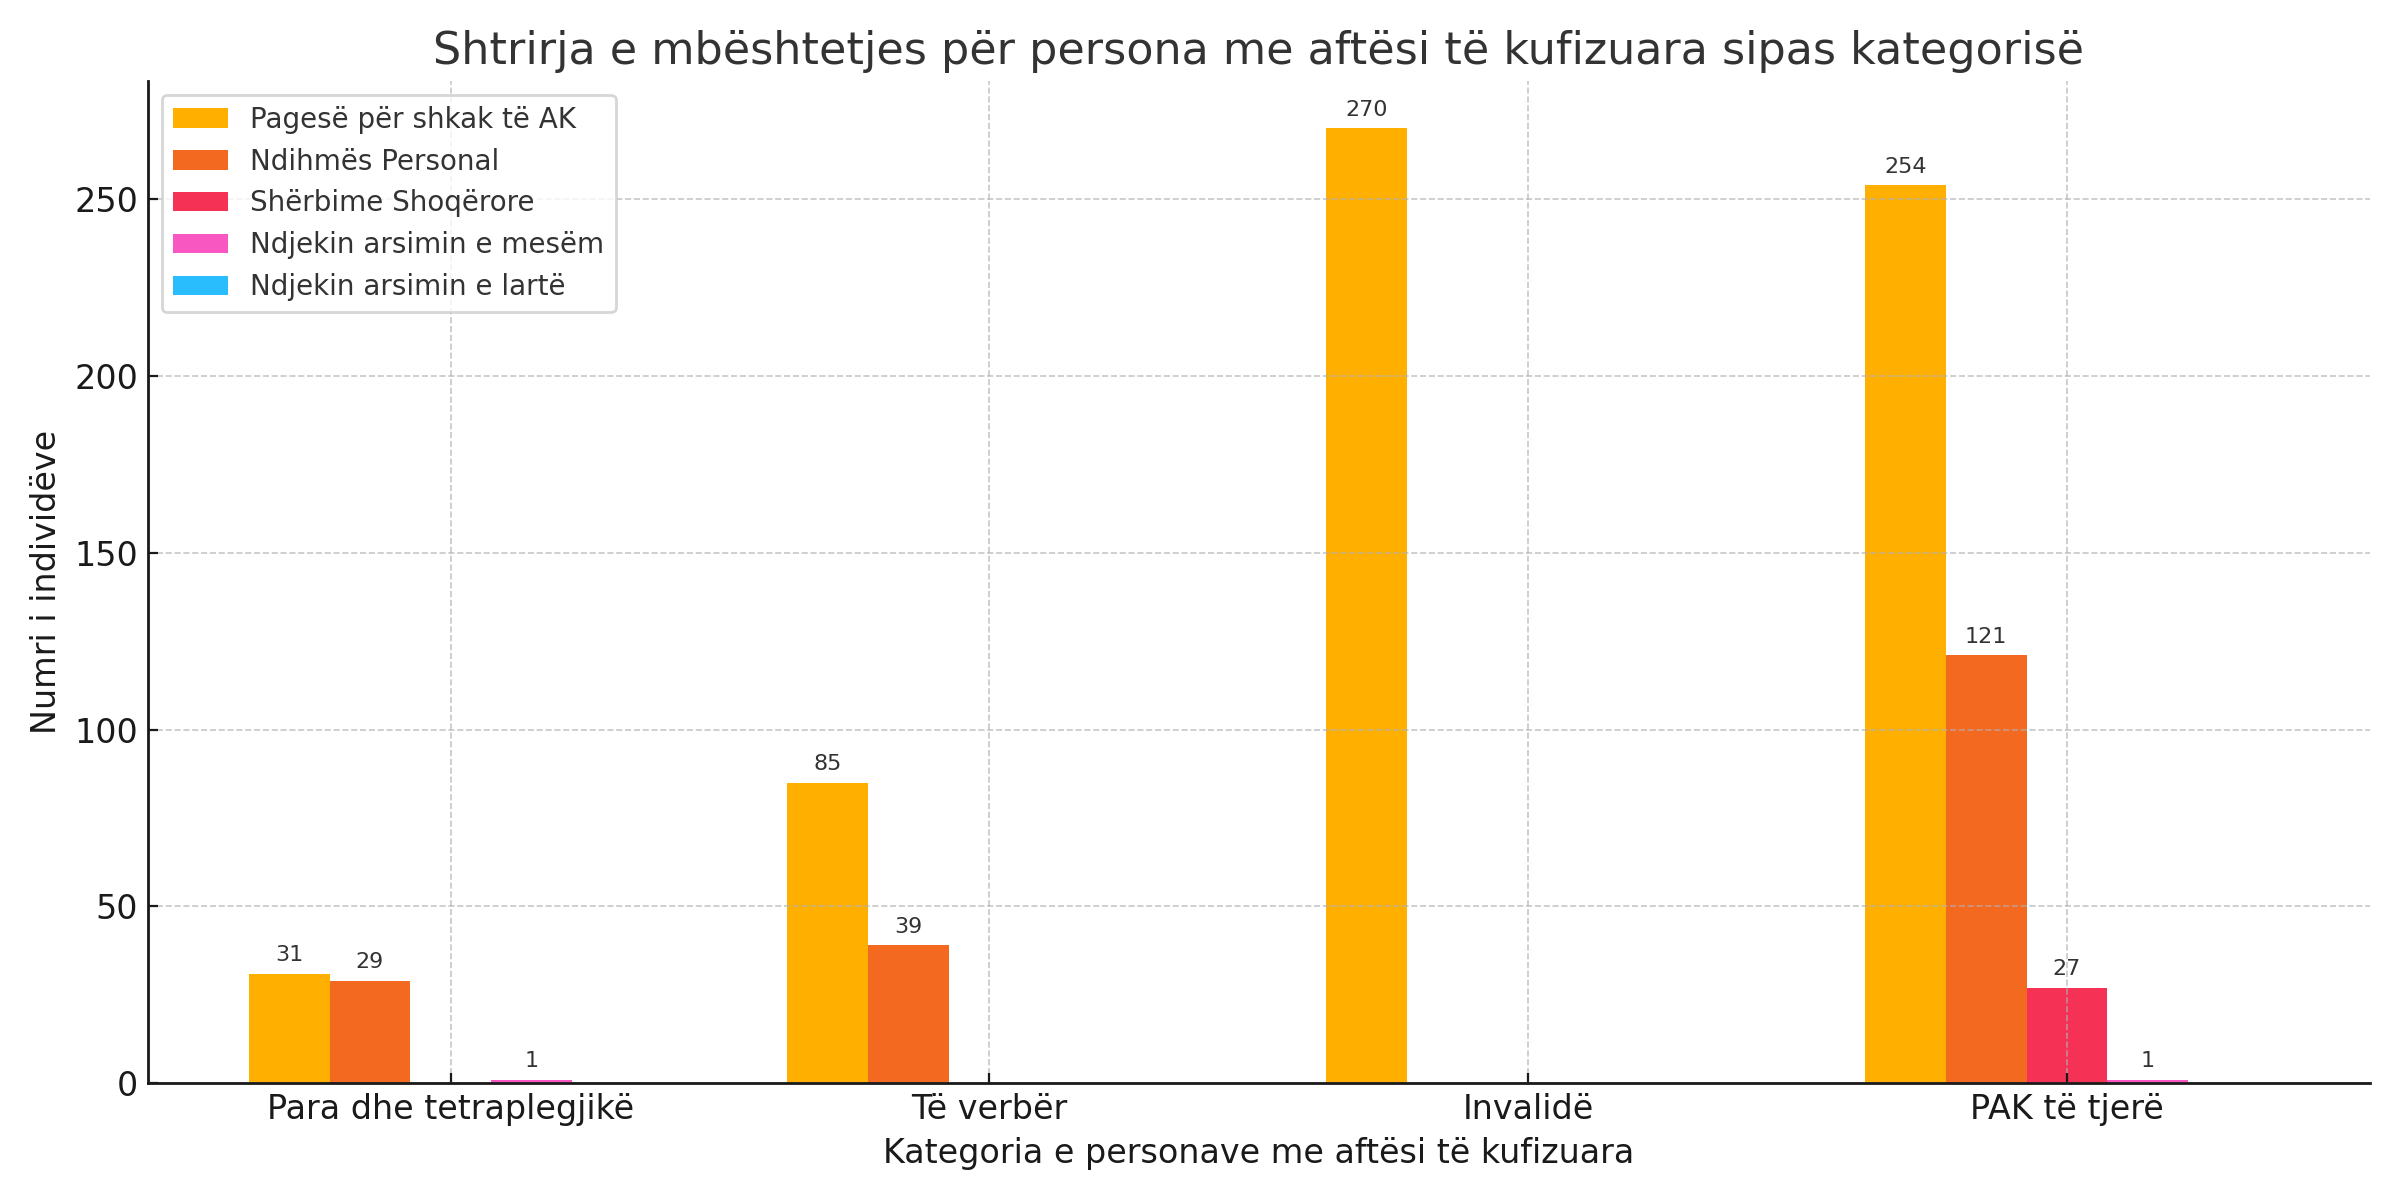 Shtrirja e mbështetjes për persona me aftësi të kufizuara sipas kategorisë
Pagesë për shkak të AK
Ndihmës Personal
Shërbime Shoqërore
Ndjekin arsimin e mesëm
Ndjekin arsimin e lartë
Numri i individëve
250
200
150
100
50
0
31
29
1
85
39
270
254
121
27
1
Para dhe tetraplegjikë
Të verbër
Invalidë
PAK të tjerë
Kategoria e personave me aftësi të kufizuara